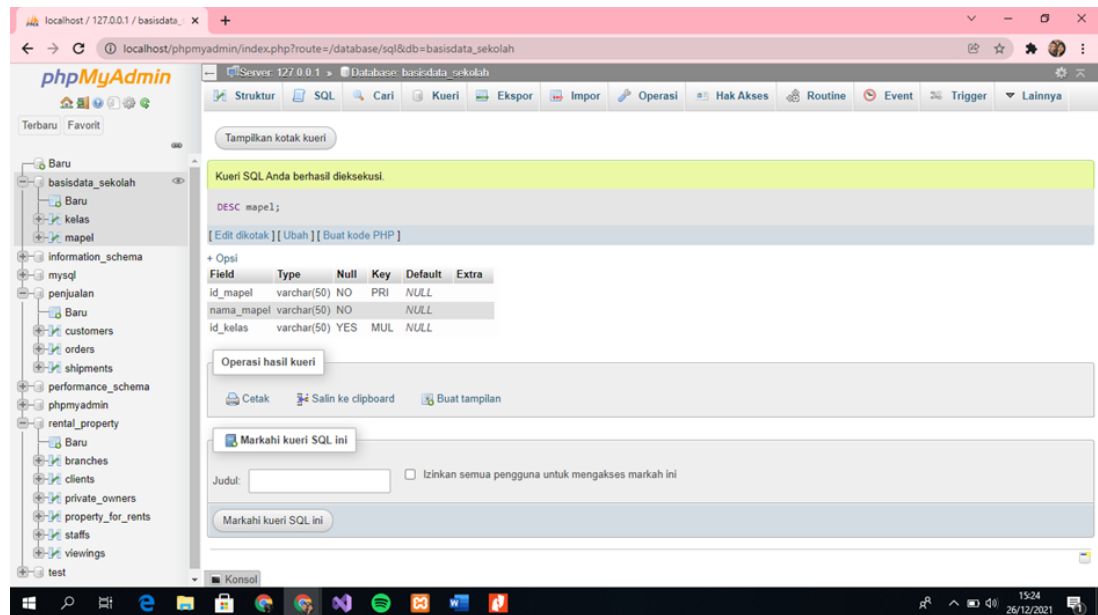 localhost / 127.0.0.1 / basisdata_s
localhost/phpmyadmin/index.php?route=/database/sql&db=basisdata_sekolah
phpMyAdmin
Terbaru Favorit
Baru
basisdata_sekolah
Baru
kelas
mapel
information_schema
mysql
penjualan
Baru
customers
orders
shipments
performance_schema
phpmyadmin
rental_property
Baru
branches
clients
private_owners
property_for_rents
staffs
viewings
test
Server: 127.0.0.1 » Database: basisdata_sekolah
Struktur SQL Cari Kueri Ekspor Impor Operasi Hak Akses Routine Event Trigger Lainnya
Tampilkan kotak kueri
Kueri SQL Anda berhasil dieksekusi.
DESC mapel;
[ Edit dikotak ] [ Ubah ] [ Buat kode PHP ]
+ Opsi
Field Type Null Key Default Extra
id_mapel varchar(50) NO PRI NULL
nama_mapel varchar(50) NO NULL
id_kelas varchar(50) YES MUL NULL
Operasi hasil kueri
Cetak Salin ke clipboard Buat tampilan
Markahi kueri SQL ini
Judul: Izinkan semua pengguna untuk mengakses markah ini
Markahi kueri SQL ini
Konsol
15:24
26/12/2021